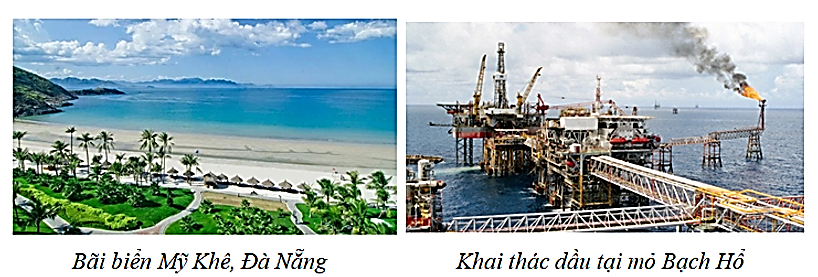 Bãi biển Mỹ Khê, Đà Nẵng
Khai thác dầu tại mỏ Bạch Hổ